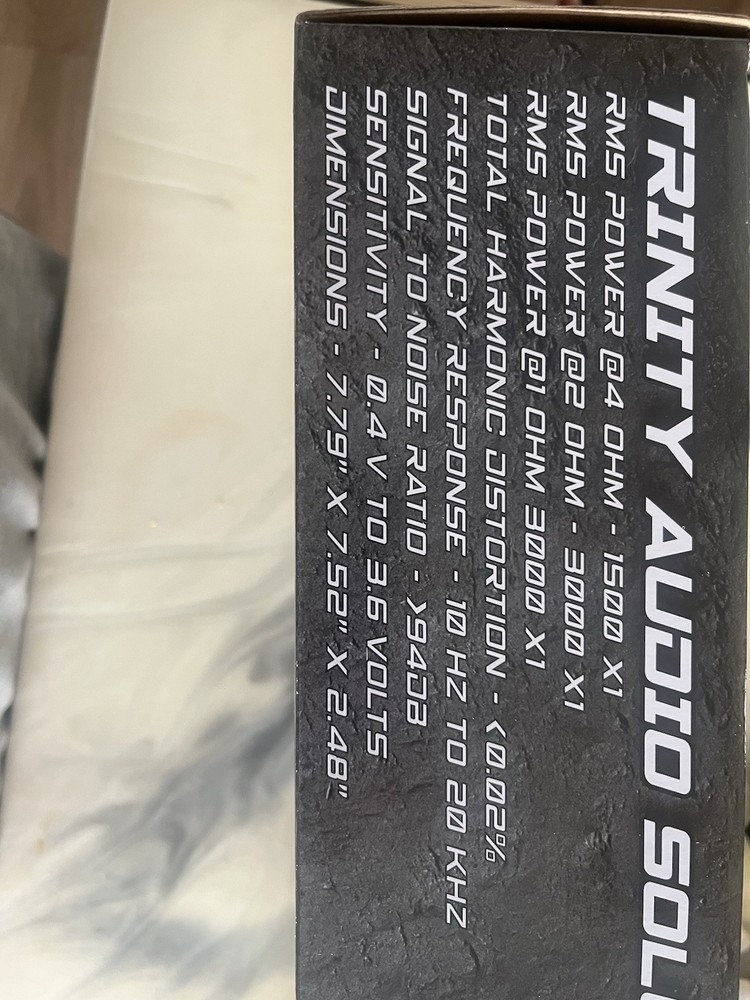 TRINITY AUDIO SOL
RMS POWER @4 OHM - 1500 X1
RMS POWER @2 OHM - 3000 X1
RMS POWER @1 OHM 3000 X1
TOTAL HARMONIC DISTORTION - <0.02%
FREQUENCY RESPONSE - 10 HZ TO 20 KHZ
SIGNAL TO NOISE RATIO - >94DB
SENSITIVITY - 0.4 V TO 3.6 VOLTS
DIMENSIONS - 7.79" X 7.52" X 2.48"